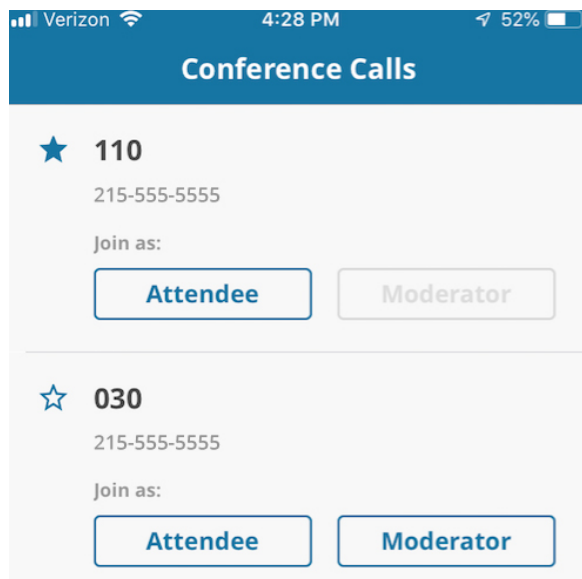 Verizon 4:28 PM 52%
Conference Calls
110
215-555-5555
Join as:
Attendee Moderator
030
215-555-5555
Join as:
Attendee Moderator